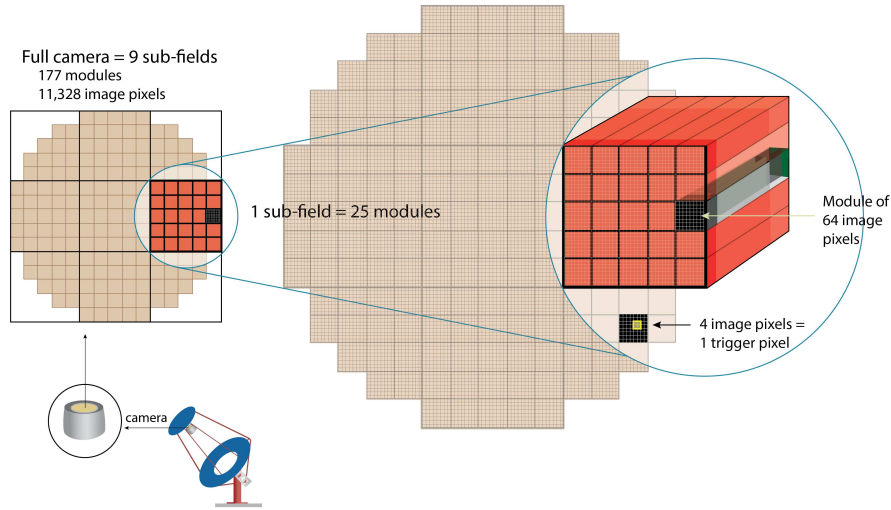 Full camera = 9 sub-fields
177 modules
11,328 image pixels
1 sub-field = 25 modules
Module of
64 image
pixels
4 image pixels =
1 trigger pixel
camera